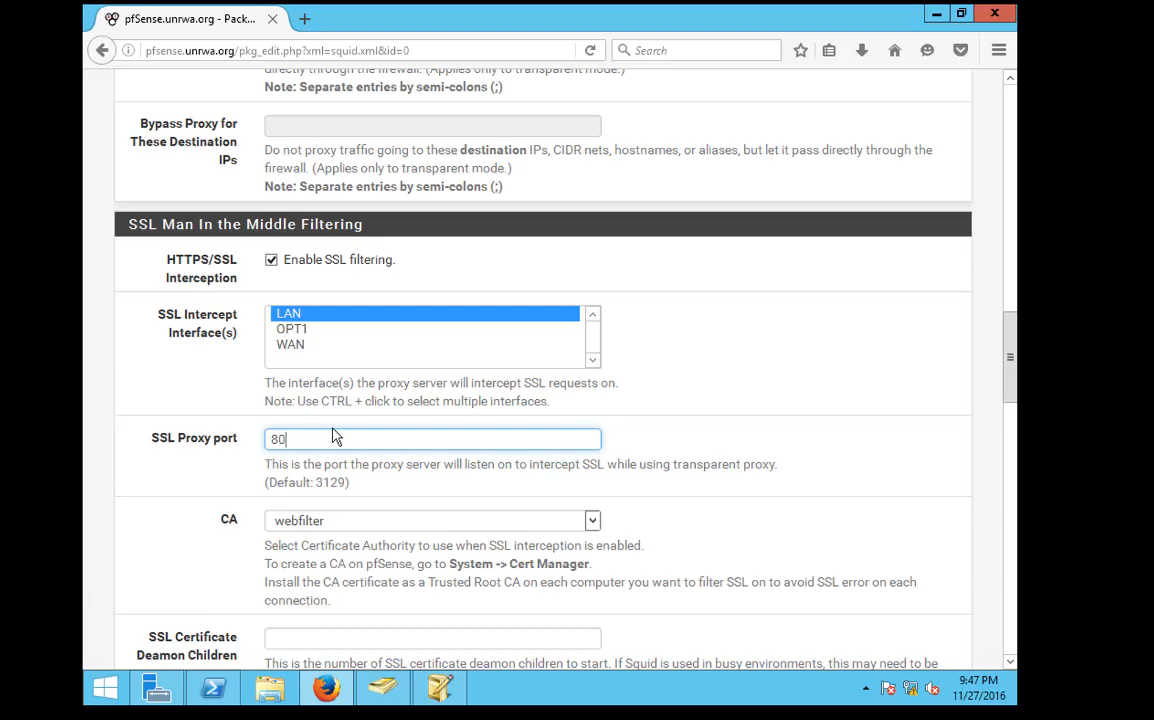 pfSense.unrwa.org - Pack...
pfsense.unrwa.org/pkg_edit.php?xml=squid.xml&id=0
Search
directly through the firewall. (Applies only to transparent mode.)
Note: Separate entries by semi-colons (;)
Bypass Proxy for
These Destination
IPs
Do not proxy traffic going to these destination IPs, CIDR nets, hostnames, or aliases, but let it pass directly through the
firewall. (Applies only to transparent mode.)
Note: Separate entries by semi-colons (;)
SSL Man In the Middle Filtering
HTTPS/SSL
Interception
Enable SSL filtering.
SSL Intercept
Interface(s)
LAN
OPT1
WAN
The interface(s) the proxy server will intercept SSL requests on.
Note: Use CTRL + click to select multiple interfaces.
SSL Proxy port
80
This is the port the proxy server will listen on to intercept SSL while using transparent proxy.
(Default: 3129)
CA
webfilter
Select Certificate Authority to use when SSL interception is enabled.
To create a CA on pfSense, go to System -> Cert Manager.
Install the CA certificate as a Trusted Root CA on each computer you want to filter SSL on to avoid SSL error on each
connection.
SSL Certificate
Deamon Children
This is the number of SSL certificate deamon children to start. If Squid is used in busy environments, this may need to be
9:47 PM
11/27/2016